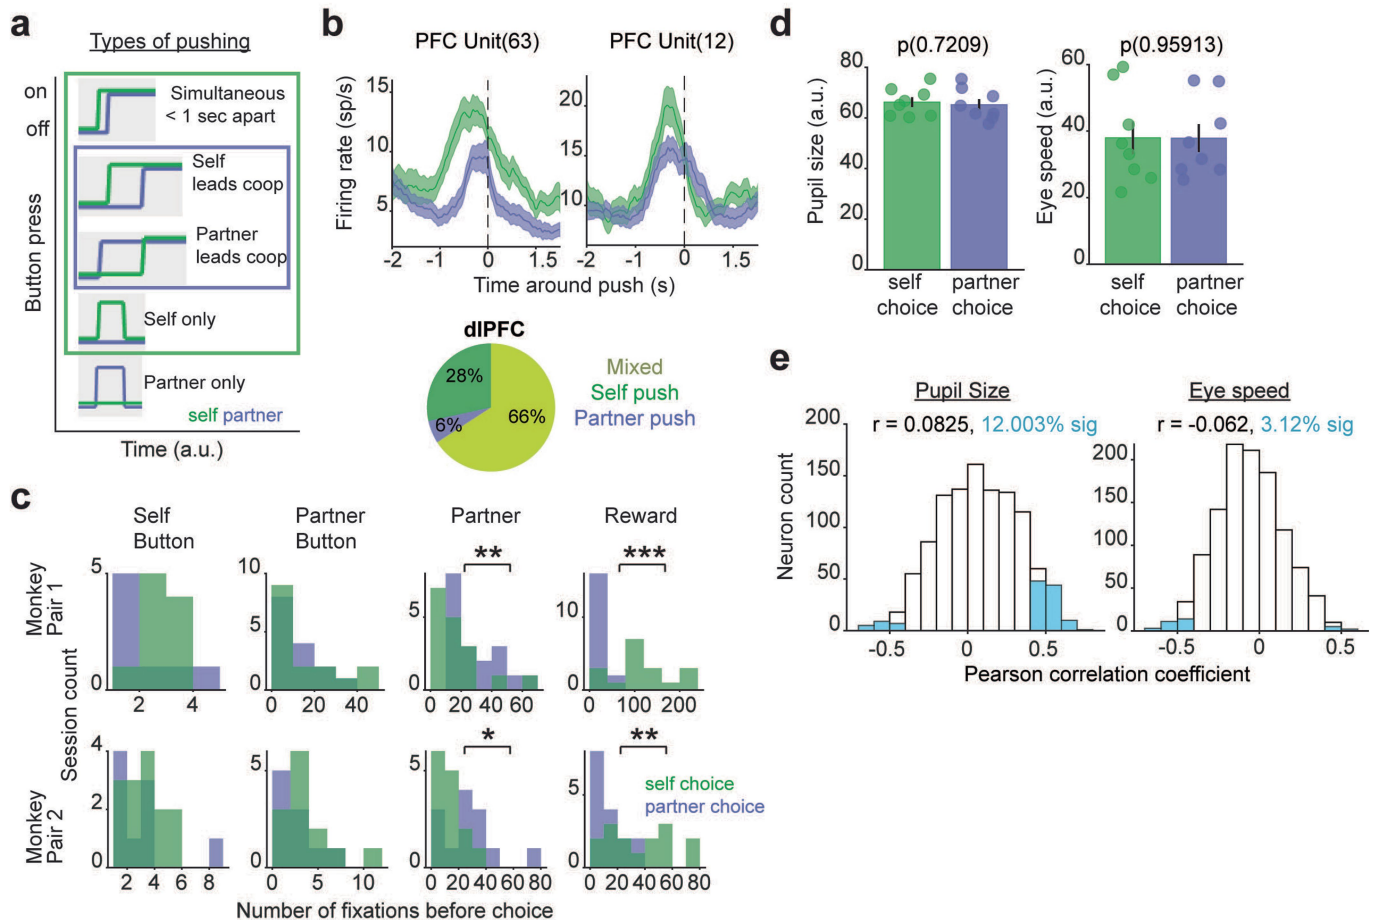 a
Types of pushing
on
off
Simultaneous
< 1 sec apart
Self
leads coop
Partner
leads coop
Self only
Partner only
self partner
Button press
Time (a.u.)
b
PFC Unit(63)
PFC Unit(12)
Firing rate (sp/s)
15
10
5
20
15
10
-2 -1 0 1.5
-2 -1 0 1.5
Time around push (s)
dlPFC
28%
6%
66%
Mixed
Self push
Partner push
c
Self
Button
Partner
Button
Partner
Reward
Monkey
Pair 1
Session count
5
0
2 4
10
5
0
0 20 40
**
5
0
0 20 40 60
***
10
0
0 100 200
Monkey
Pair 2
4
2
0
2 4 6 8
5
0
0 5 10
*
5
0
0 20 40 60 80
**
5
0
0 20 40 60 80
self choice
partner choice
Number of fixations before choice
d
p(0.7209)
Pupil size (a.u.)
80
60
40
20
0
self
choice
partner
choice
p(0.95913)
Eye speed (a.u.)
60
40
20
0
self
choice
partner
choice
e
Pupil Size
r = 0.0825, 12.003% sig
Neuron count
200
150
100
50
0
-0.5 0 0.5
Eye speed
r = -0.062, 3.12% sig
200
150
100
50
0
-0.5 0 0.5
Pearson correlation coefficient